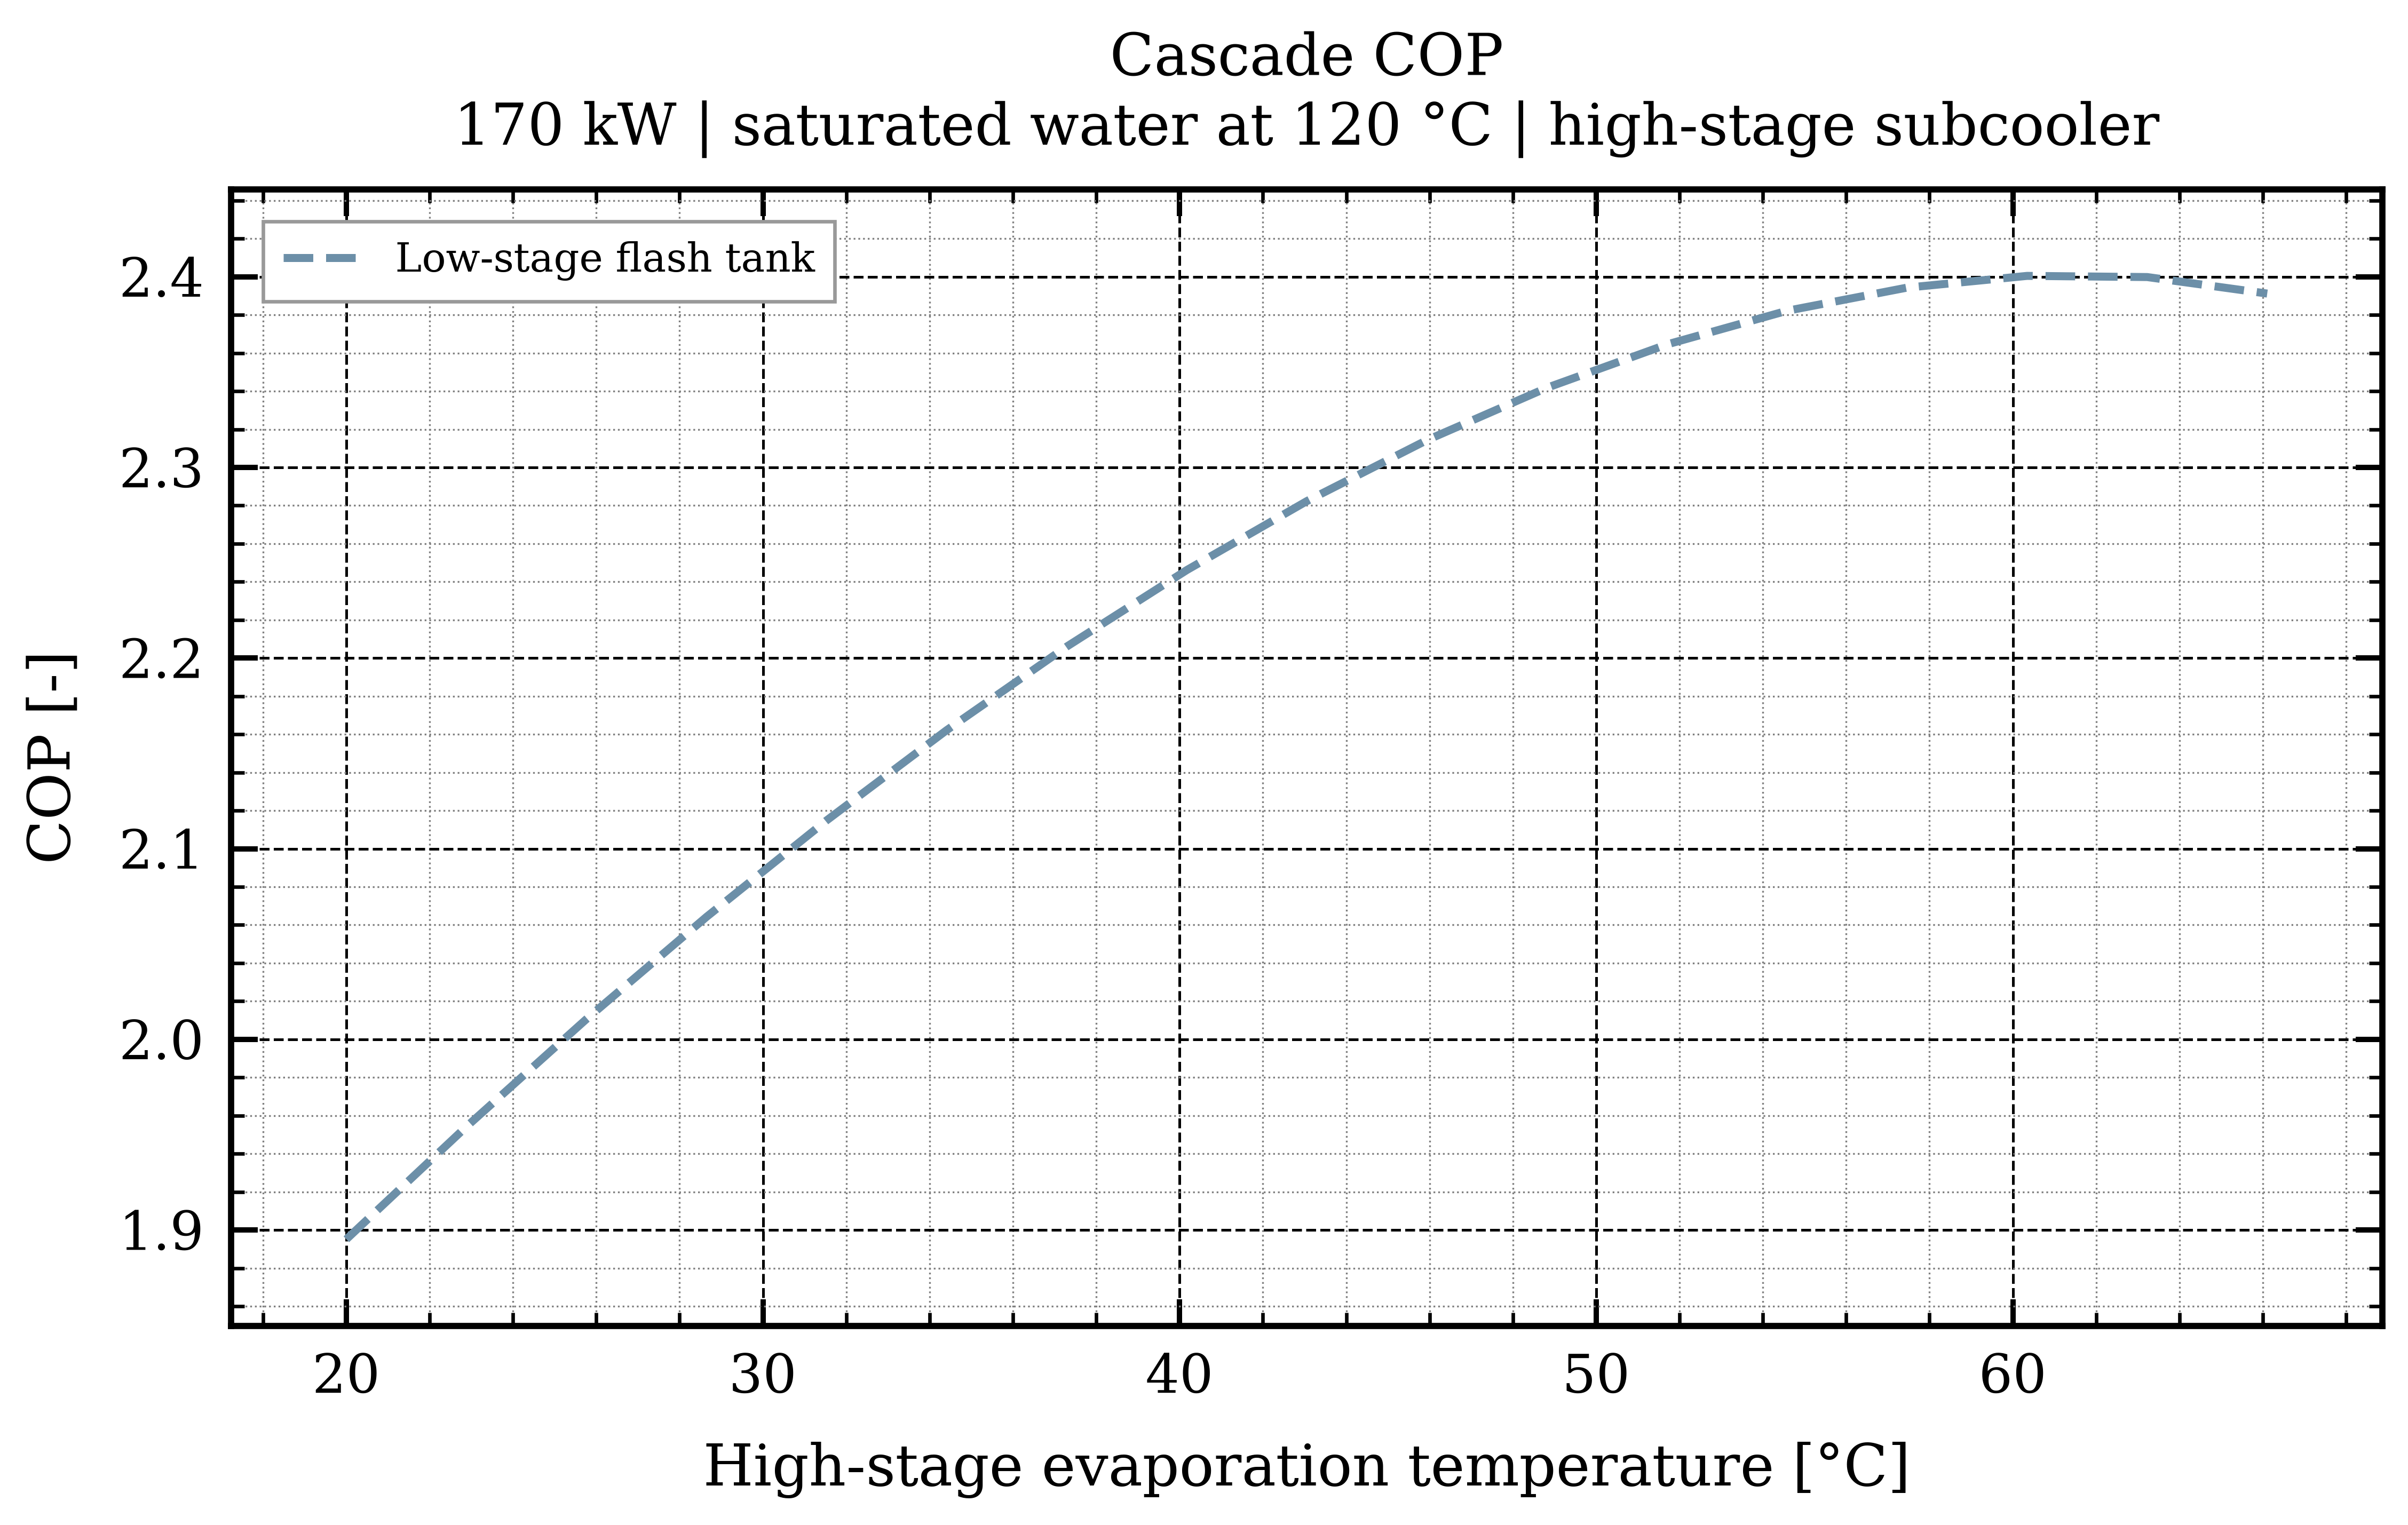 Cascade COP
170 kW | saturated water at 120 °C | high-stage subcooler
Low-stage flash tank
2.4
2.3
2.2
2.1
2.0
1.9
COP [-]
20 30 40 50 60
High-stage evaporation temperature [°C]